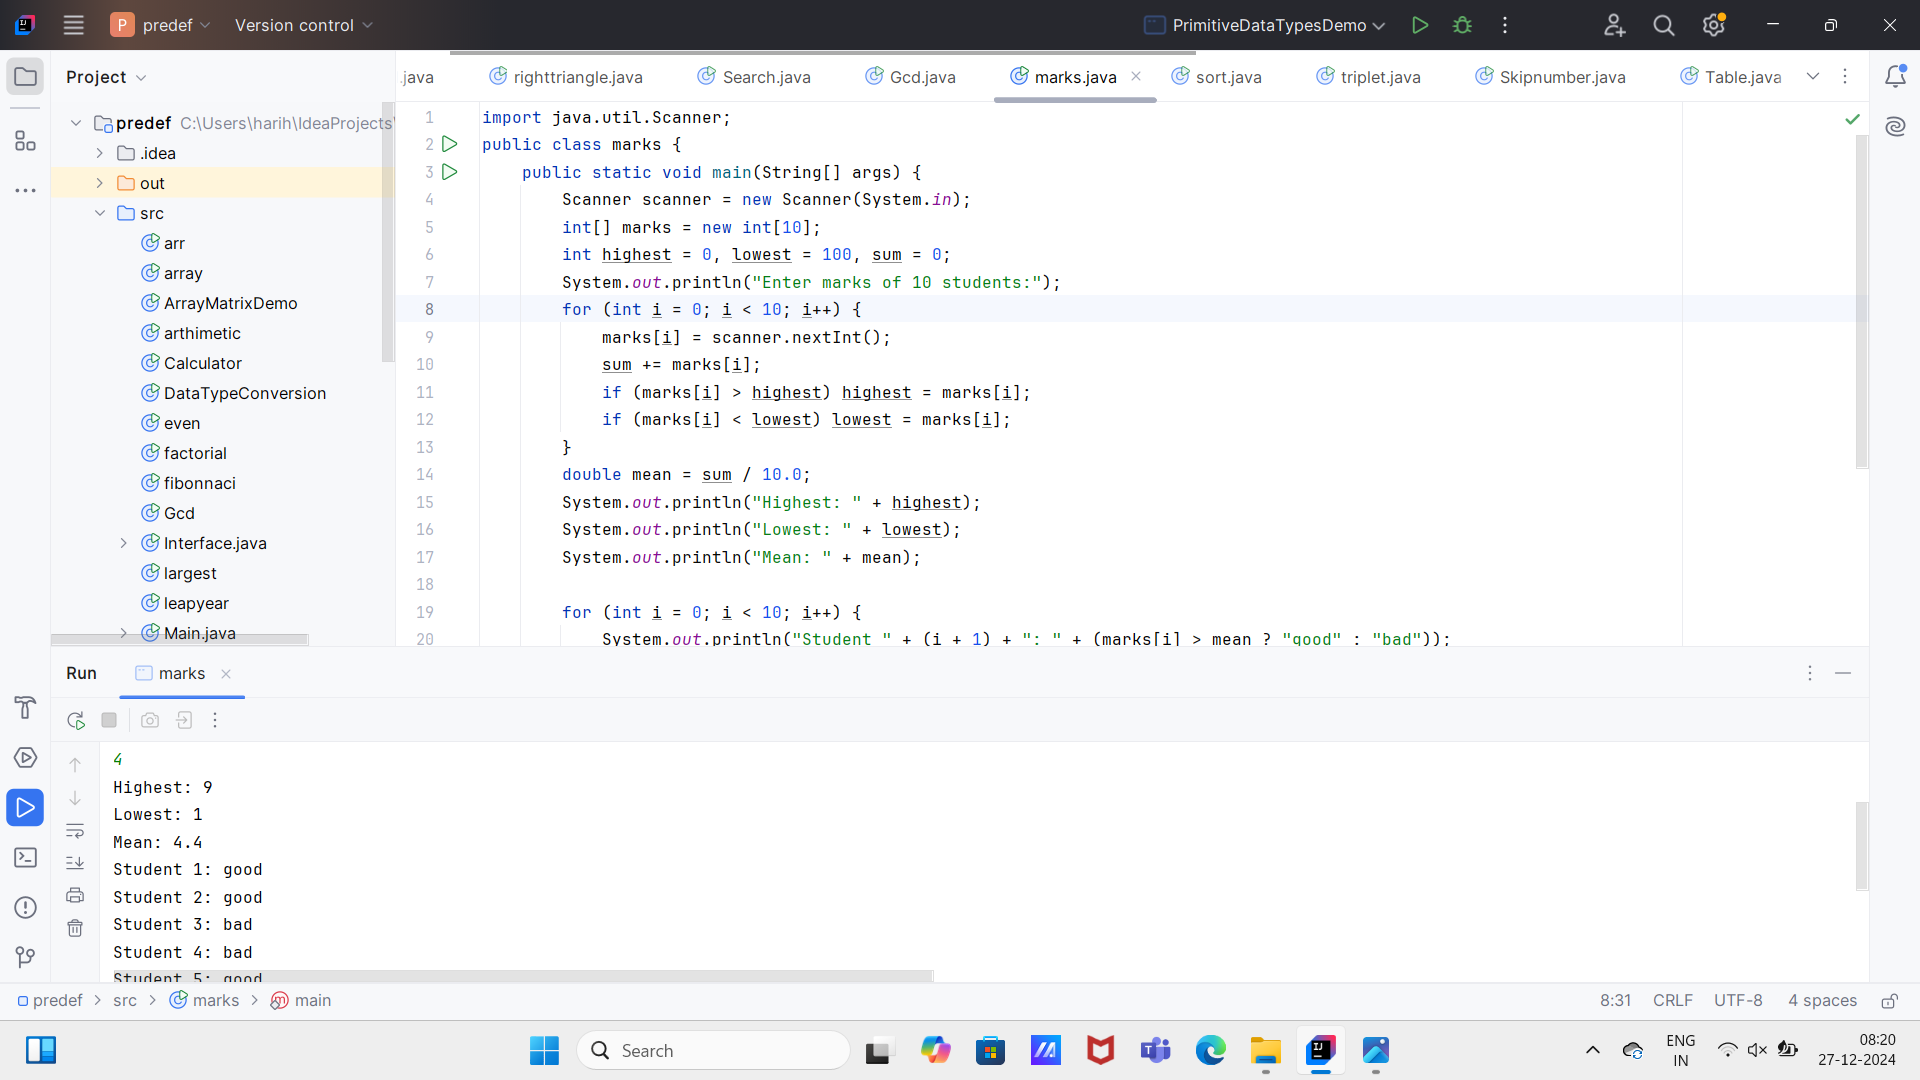 P predef Version control PrimitiveDataTypesDemo
Project
.java righttriangle.java Search.java Gcd.java marks.java sort.java triplet.java Skipnumber.java Table.java
predef C:\Users\harih\IdeaProjects\
.idea
out
src
arr
array
ArrayMatrixDemo
arthimetic
Calculator
DataTypeConversion
even
factorial
fibonnaci
Gcd
Interface.java
largest
leapyear
Main.java
1 import java.util.Scanner;
2 public class marks {
3 public static void main(String[] args) {
4 Scanner scanner = new Scanner(System.in);
5 int[] marks = new int[10];
6 int highest = 0, lowest = 100, sum = 0;
7 System.out.println("Enter marks of 10 students:");
8 for (int i = 0; i < 10; i++) {
9 marks[i] = scanner.nextInt();
10 sum += marks[i];
11 if (marks[i] > highest) highest = marks[i];
12 if (marks[i] < lowest) lowest = marks[i];
13 }
14 double mean = sum / 10.0;
15 System.out.println("Highest: " + highest);
16 System.out.println("Lowest: " + lowest);
17 System.out.println("Mean: " + mean);
18
19 for (int i = 0; i < 10; i++) {
20 System.out.println("Student " + (i + 1) + ": " + (marks[i] > mean ? "good" : "bad"));
Run marks
4
Highest: 9
Lowest: 1
Mean: 4.4
Student 1: good
Student 2: good
Student 3: bad
Student 4: bad
Student 5: good
predef > src > marks > main 8:31 CRLF UTF-8 4 spaces
Search
ENG
IN
08:20
27-12-2024